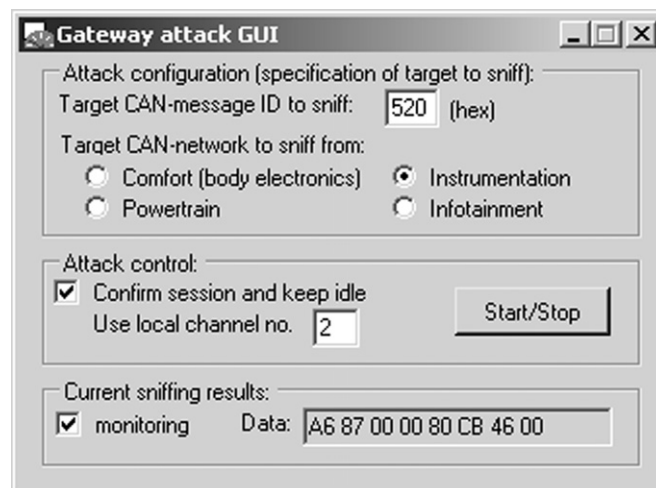 Gateway attack GUI
Attack configuration (specification of target to sniff):
Target CAN-message ID to sniff: 520 (hex)
Target CAN-network to sniff from:
Comfort (body electronics) Instrumentation
Powertrain Infotainment
Attack control:
Confirm session and keep idle
Use local channel no. 2 Start/Stop
Current sniffing results:
monitoring Data: A6 87 00 00 80 CB 46 00